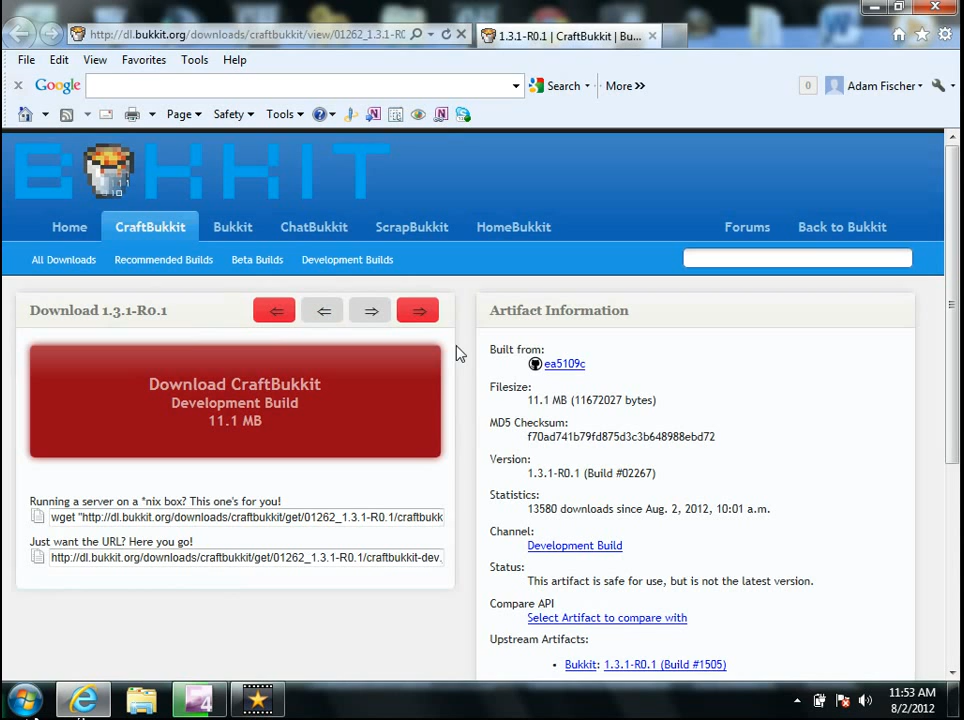 http://dl.bukkit.org/downloads/craftbukkit/view/01262_1.3.1-R0
1.3.1-R0.1 | CraftBukkit | Bu...
File Edit View Favorites Tools Help
Google
Search
More »
0
Adam Fischer
Page Safety Tools
BUKKIT
Home CraftBukkit Bukkit ChatBukkit ScrapBukkit HomeBukkit Forums Back to Bukkit
All Downloads Recommended Builds Beta Builds Development Builds
Download 1.3.1-R0.1
⇐ ⇐ ⇒ ⇒
Download CraftBukkit
Development Build
11.1 MB
Running a server on a *nix box? This one's for you!
wget "http://dl.bukkit.org/downloads/craftbukkit/get/01262_1.3.1-R0.1/craftbukk
Just want the URL? Here you go!
http://dl.bukkit.org/downloads/craftbukkit/get/01262_1.3.1-R0.1/craftbukkit-dev.
Artifact Information
Built from:
ea5109c
Filesize:
11.1 MB (11672027 bytes)
MD5 Checksum:
f70ad741b79fd875d3c3b648988ebd72
Version:
1.3.1-R0.1 (Build #02267)
Statistics:
13580 downloads since Aug. 2, 2012, 10:01 a.m.
Channel:
Development Build
Status:
This artifact is safe for use, but is not the latest version.
Compare API
Select Artifact to compare with
Upstream Artifacts:
• Bukkit: 1.3.1-R0.1 (Build #1505)
11:53 AM
8/2/2012